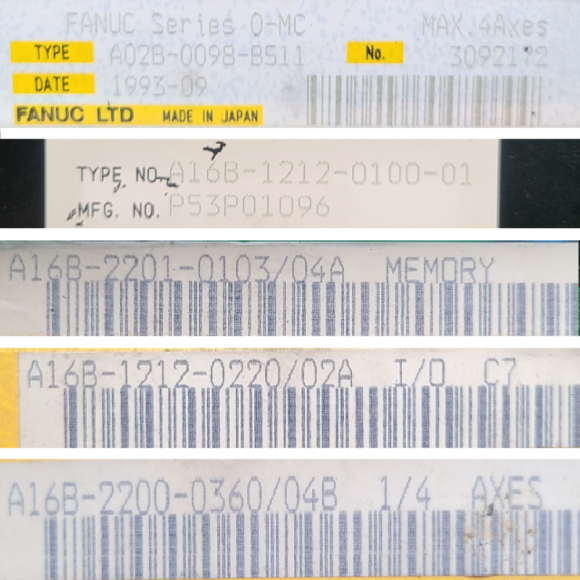 FANUC Series 0-MC MAX.4Axes
TYPE A02B-0098-B511 No. 3092172
DATE 1993-09
FANUC LTD MADE IN JAPAN
TYPE NO. A16B-1212-0100-01
MFG. NO. P53P01096
A16B-2201-0103/04A MEMORY
A16B-1212-0220/02A I/O C7
A16B-2200-0360/04B 1/4 AXES